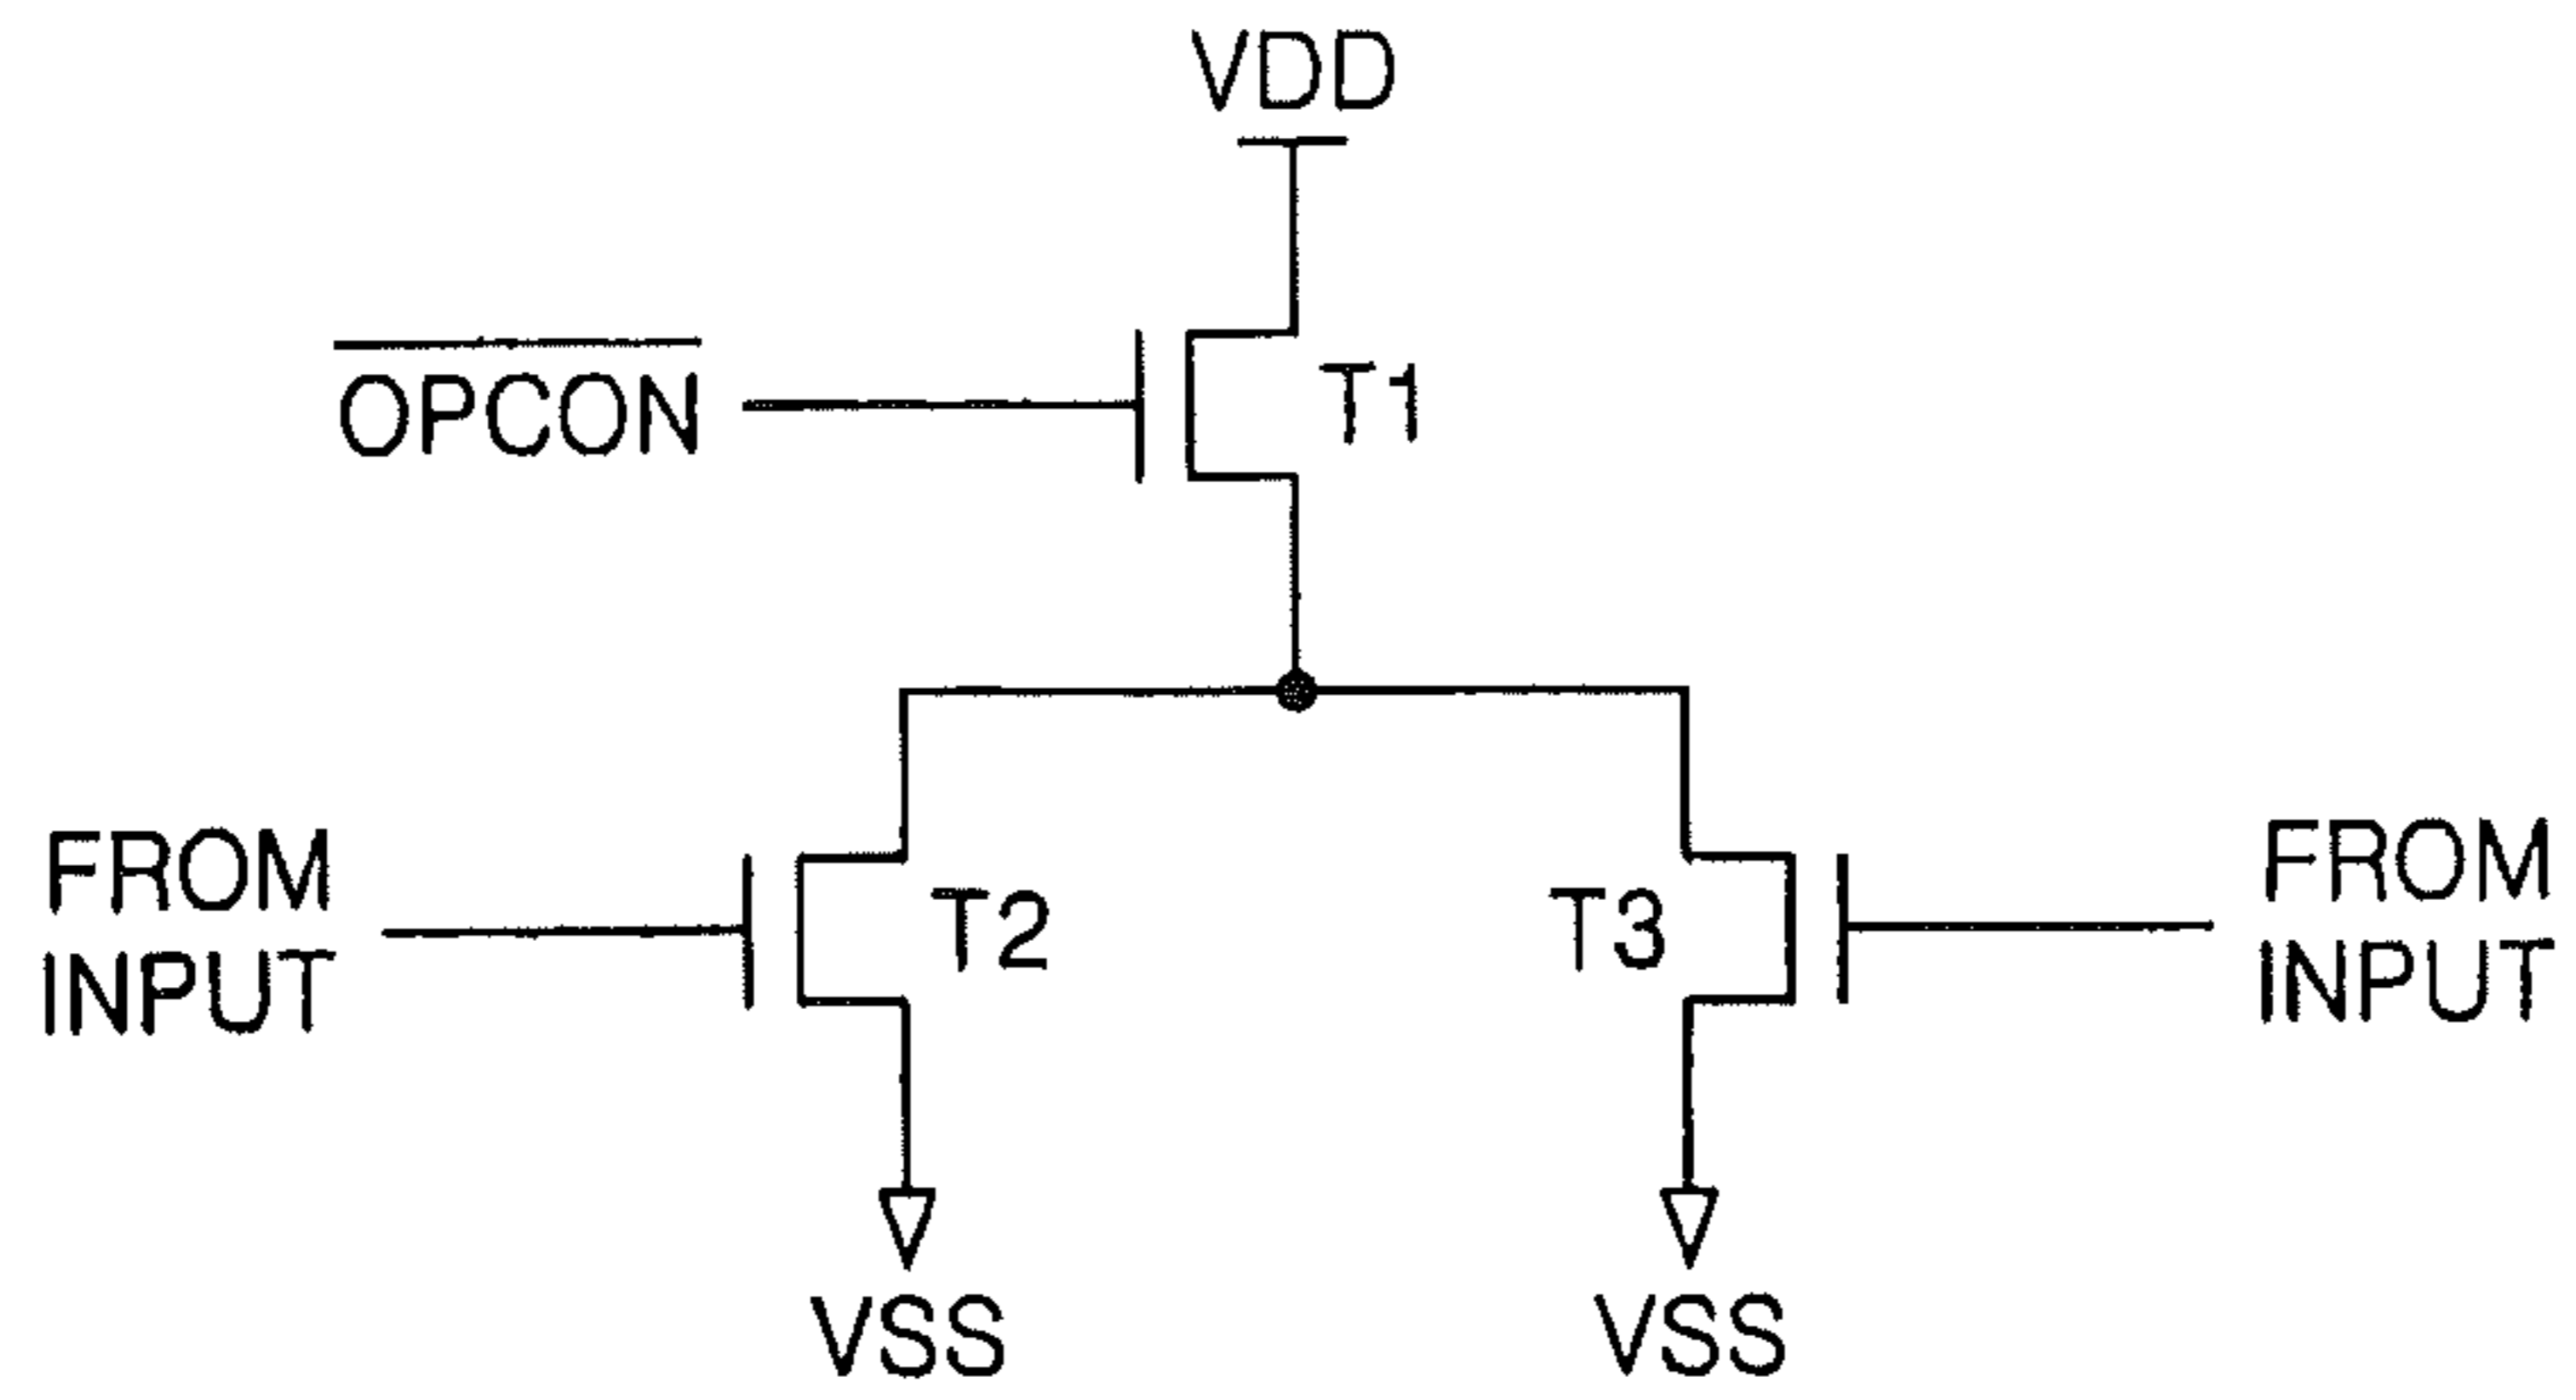 VDD
OPCON
T1
FROM
INPUT
T2
T3
FROM
INPUT
VSS
VSS